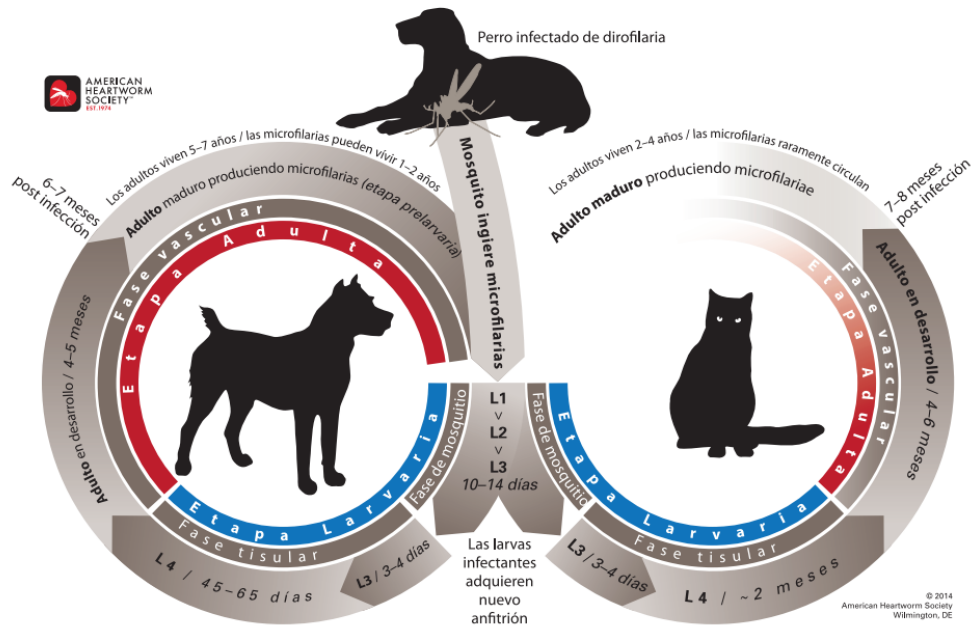 Perro infectado de dirofilaria
AMERICAN
HEARTWORM
SOCIETY™
EST.1974
Mosquito ingiere microfilarias
Los adultos viven 5–7 años / las microfilarias pueden vivir 1–2 años
6–7 meses
post infección
Adulto maduro produciendo microfilarias (etapa prelarvaria)
Fase vascular
Etapa Adulta
Adulto en desarrollo / 4–5 meses
Etapa Larvaria
Fase tisular
Fase de mosquitio
L4 / 45–65 días
L3 / 3–4 días
L1
v
L2
v
L3
10–14 días
Las larvas
infectantes
adquieren
nuevo
anfitrión
Los adultos viven 2–4 años / las microfilarias raramente circulan
7–8 meses
post infección
Adulto maduro produciendo microfilariae
Fase vascular
Etapa Adulta
Adulto en desarrollo / 4–6 meses
Fase de mosquitio
Etapa Larvaria
Fase tisular
L3 / 3–4 días
L4 / ~2 meses
© 2014
American Heartworm Society
Wilmington, DE